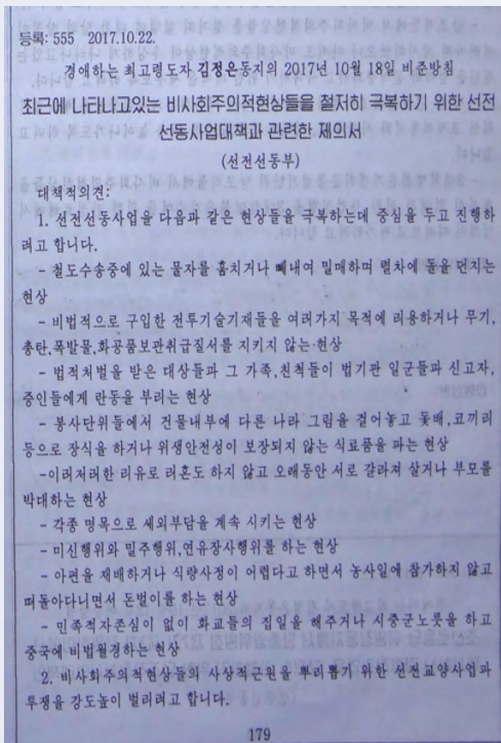 등록: 555 2017.10.22.
경애하는 최고령도자 김정은동지의 2017년 10월 18일 비준방침
최근에 나타나고있는 비사회주의적현상들을 철저히 극복하기 위한 선전
선동사업대책과 관련한 제의서
(선전선동부)
대책적의견:
1. 선전선동사업을 다음과 같은 현상들을 극복하는데 중심을 두고 진행하
려고 합니다.
- 철도수송중에 있는 물자를 훔치거나 빼내여 밀매하며 렬차에 돌을 던지는
현상
- 비법적으로 구입한 전투기술기재들을 여러가지 목적에 리용하거나 무기,
총탄,폭발물,화공품보관취급질서를 지키지 않는 현상
- 법적처벌을 받은 대상들과 그 가족,친척들이 법기관 일군들과 신고자,
증인들에게 란동을 부리는 현상
- 봉사단위들에서 건물내부에 다른 나라 그림을 걸어놓고 돛배,코끼리
등으로 장식을 하거나 위생안전성이 보장되지 않는 식료품을 파는 현상
-이러저러한 리유로 리혼도 하지 않고 오래동안 서로 갈라져 살거나 부모를
박대하는 현상
- 각종 명목으로 세외부담을 계속 시키는 현상
- 미신행위와 밀주행위,연유장사행위를 하는 현상
- 아편을 재배하거나 식량사정이 어렵다고 하면서 농사일에 참가하지 않고
떠돌아다니면서 돈벌이를 하는 현상
- 민족적자존심이 없이 화교들의 집일을 해주거나 시중군노릇을 하고
중국에 비법월경하는 현상
2. 비사회주의적현상들의 사상적근원을 뿌리뽑기 위한 선전교양사업과
투쟁을 강도높이 벌리려고 합니다.
179